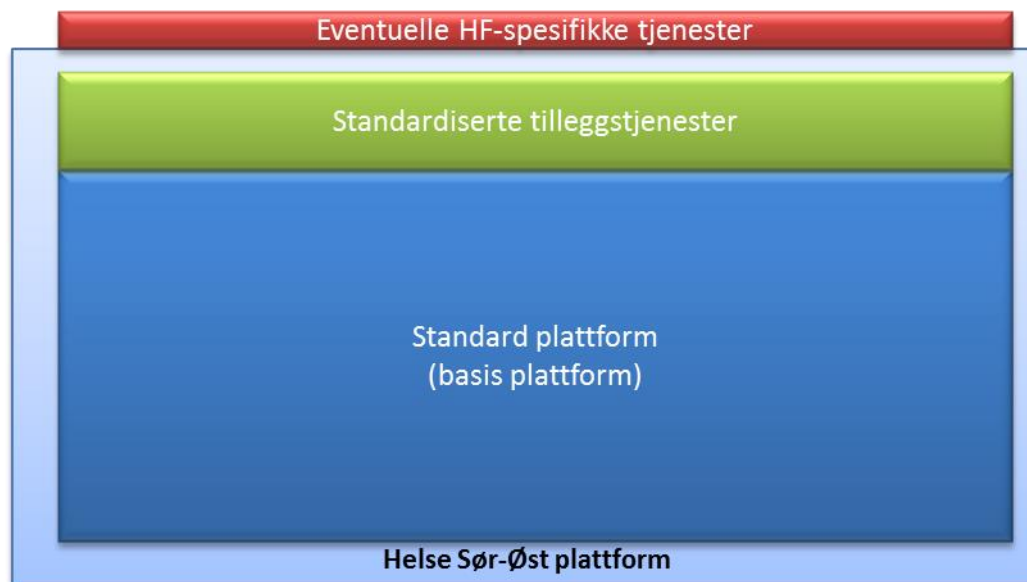 Eventuelle HF-spesifikke tjenester
Standardiserte tilleggstjenester
Standard plattform
(basis plattform)
Helse Sør-Øst plattform